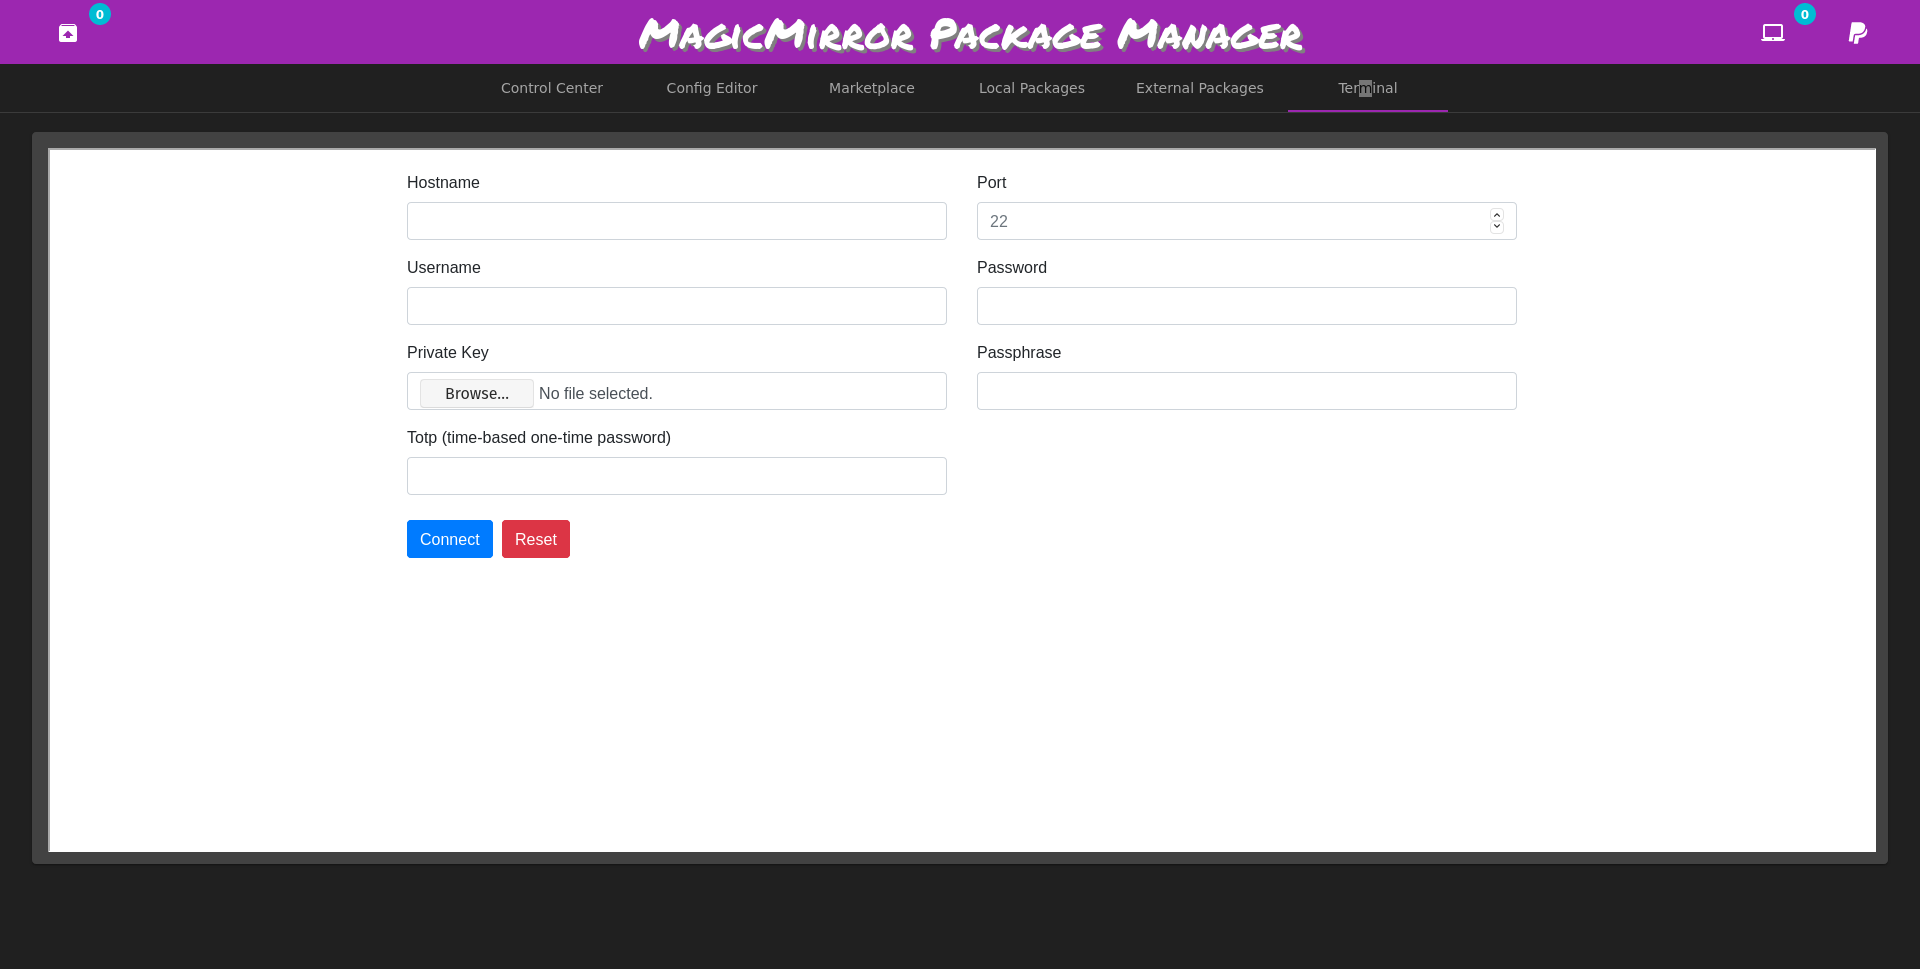 0
MagicMirror Package Manager
0
Control Center
Config Editor
Marketplace
Local Packages
External Packages
Terminal
Hostname
Port
22
Username
Password
Private Key
Passphrase
Browse...
No file selected.
Totp (time-based one-time password)
Connect
Reset